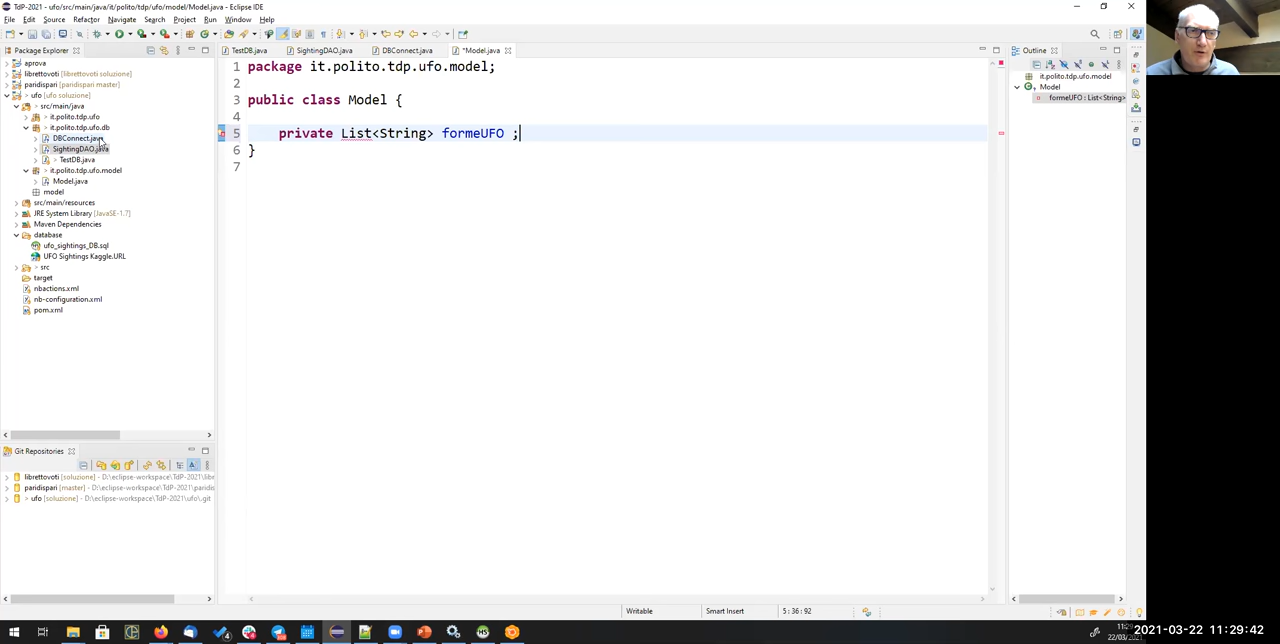 TdP-2021 - ufo/src/main/java/it/polito/tdp/ufo/model/Model.java - Eclipse IDE
File Edit Source Refactor Navigate Search Project Run Window Help
Package Explorer
aprova
librettovoti [librettovoti soluzione]
paridispari [paridispari master]
ufo [ufo soluzione]
src/main/java
it.polito.tdp.ufo
it.polito.tdp.ufo.db
DBConnect.java
SightingDAO.java
TestDB.java
it.polito.tdp.ufo.model
Model.java
model
src/main/resources
JRE System Library [JavaSE-1.7]
Maven Dependencies
database
ufo_sightings_DB.sql
UFO Sightings Kaggle.URL
src
target
nbactions.xml
nb-configuration.xml
pom.xml
Git Repositories
librettovoti [soluzione] - D:\eclipse-workspace\TdP-2021\libr
paridispari [master] - D:\eclipse-workspace\TdP-2021\paridis
ufo [soluzione] - D:\eclipse-workspace\TdP-2021\ufo\.git
TestDB.java SightingDAO.java DBConnect.java *Model.java
1 package it.polito.tdp.ufo.model;
2
3 public class Model {
4
5 private List<String> formeUFO ;
6 }
7
Outline
it.polito.tdp.ufo.model
Model
formeUFO : List<String>
Writable Smart Insert 5 : 36 : 92
2021-03-22 11:29:42